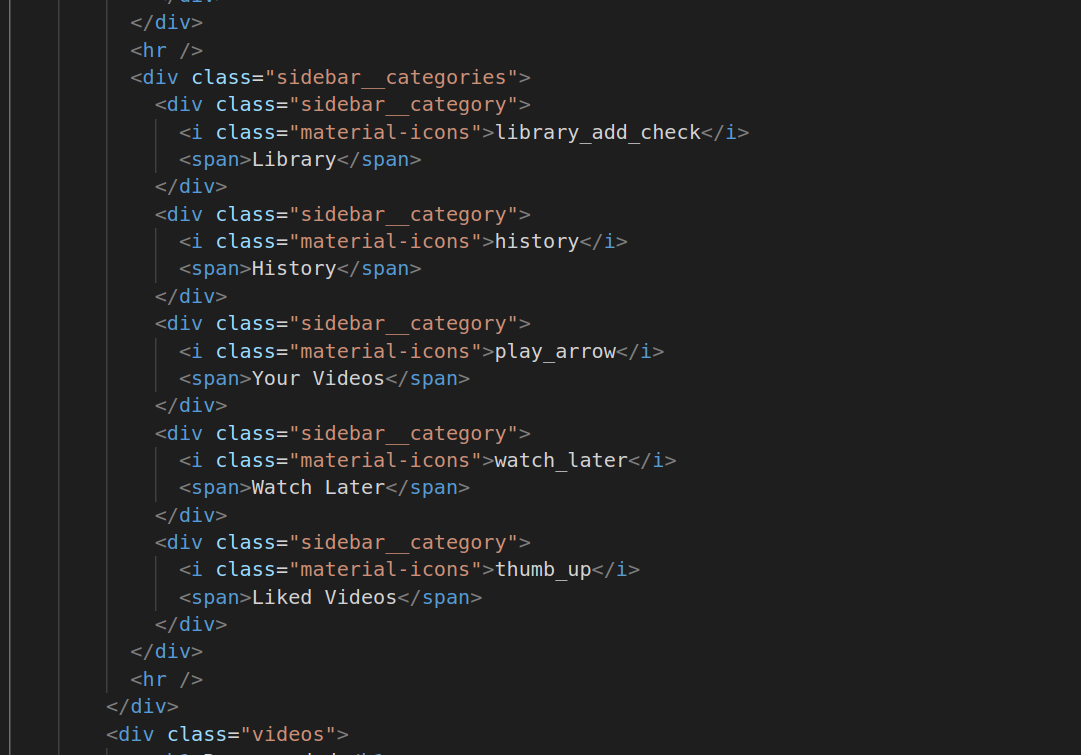 </div>
<hr />
<div class="sidebar__categories">
<div class="sidebar__category">
<i class="material-icons">library_add_check</i>
<span>Library</span>
</div>
<div class="sidebar__category">
<i class="material-icons">history</i>
<span>History</span>
</div>
<div class="sidebar__category">
<i class="material-icons">play_arrow</i>
<span>Your Videos</span>
</div>
<div class="sidebar__category">
<i class="material-icons">watch_later</i>
<span>Watch Later</span>
</div>
<div class="sidebar__category">
<i class="material-icons">thumb_up</i>
<span>Liked Videos</span>
</div>
</div>
<hr />
</div>
<div class="videos">